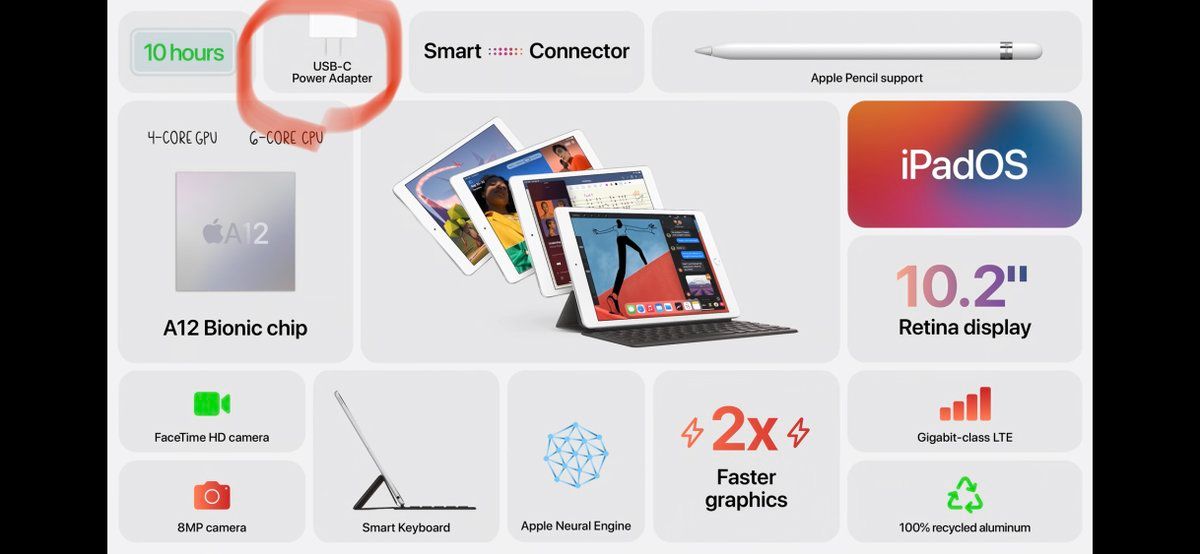 10 hours
USB-C
Power Adapter
Smart Connector
Apple Pencil support
4-CORE GPU 6-CORE CPU
A12
A12 Bionic chip
iPadOS
10.2"
Retina display
FaceTime HD camera
8MP camera
Smart Keyboard
Apple Neural Engine
2x
Faster
graphics
Gigabit-class LTE
100% recycled aluminum